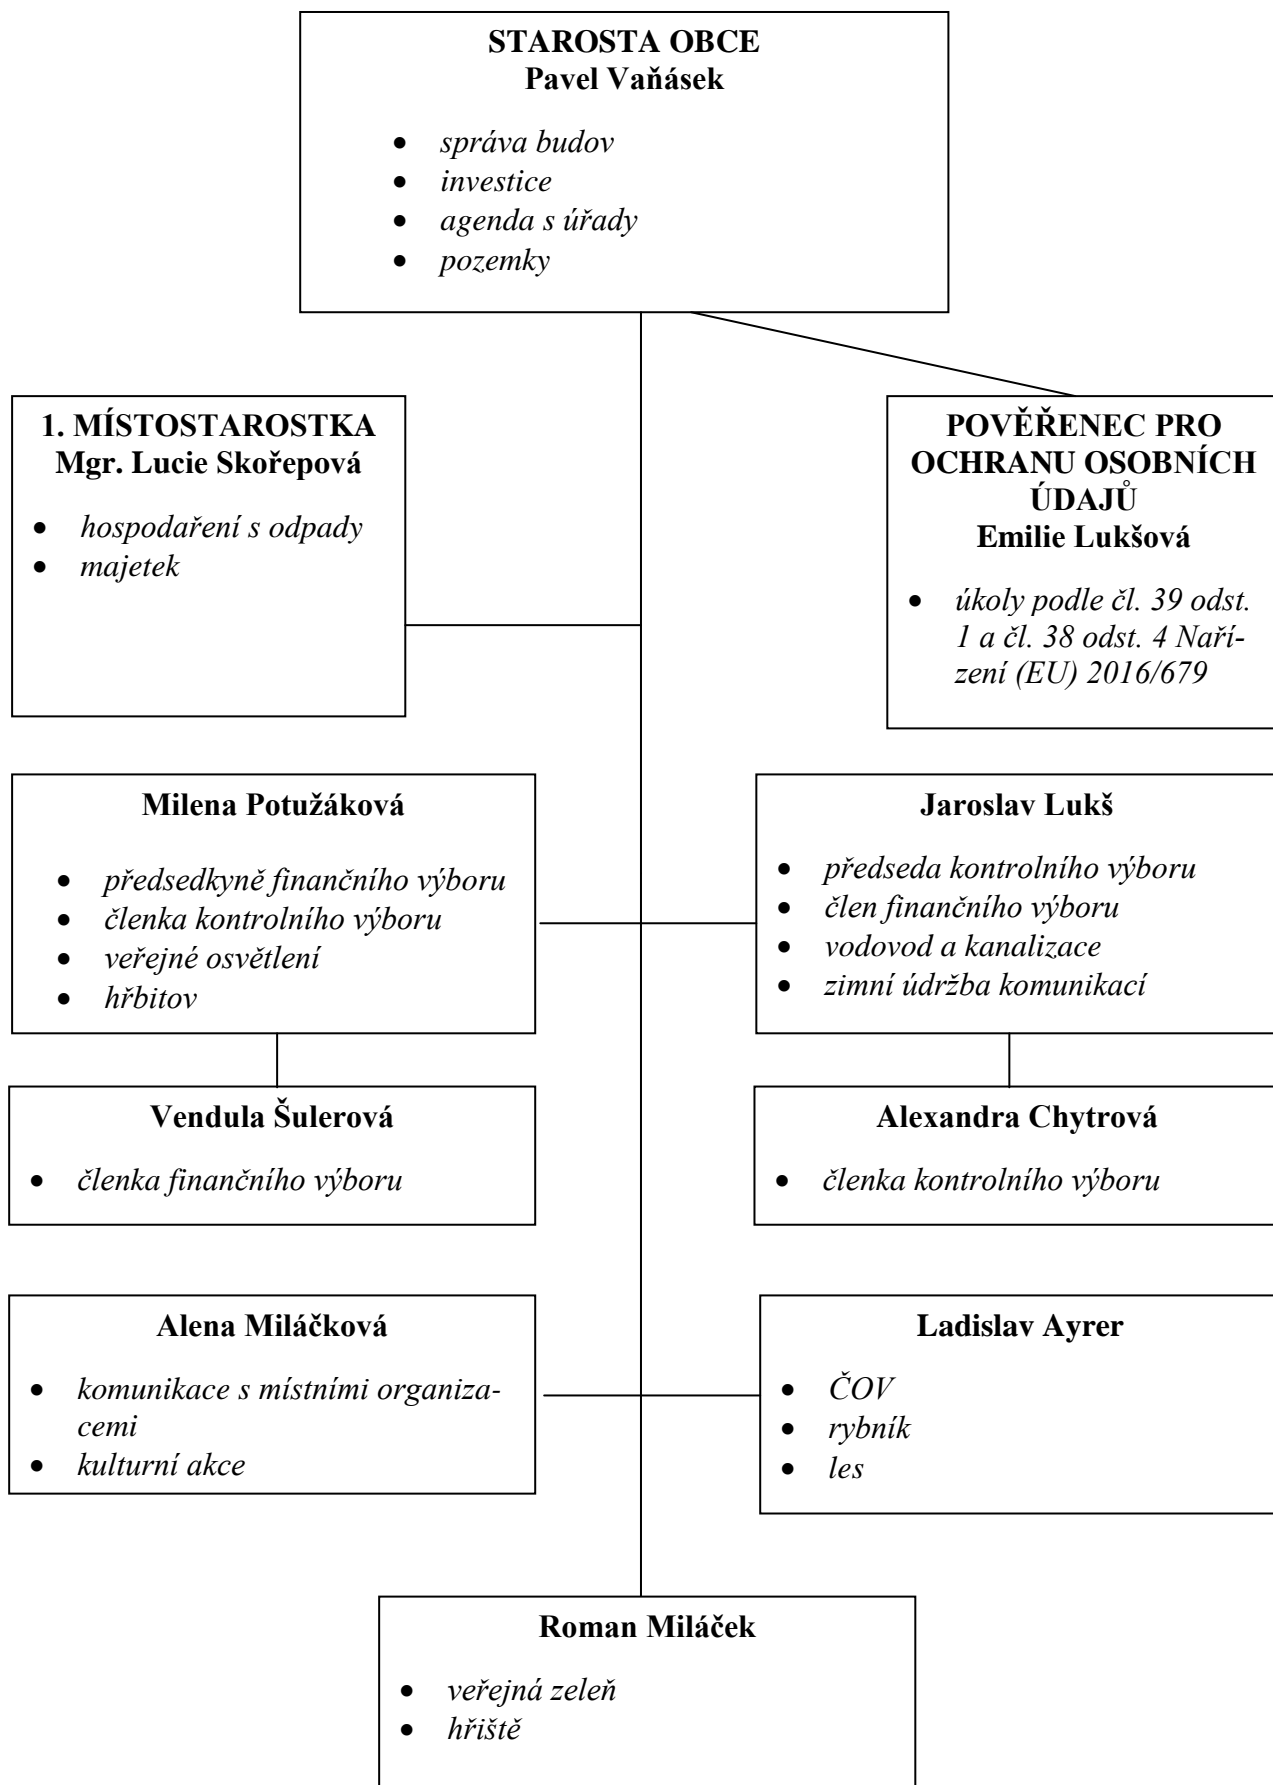 STAROSTA OBCE
Pavel Vaňásek
• správa budov
• investice
• agenda s úřady
• pozemky
1. MÍSTOSTAROSTKA
Mgr. Lucie Skořepová
• hospodaření s odpady
• majetek
POVĚŘENEC PRO
OCHRANU OSOBNÍCH
ÚDAJŮ
Emilie Lukšová
• úkoly podle čl. 39 odst.
1 a čl. 38 odst. 4 Naří-
zení (EU) 2016/679
Milena Potužáková
• předsedkyně finančního výboru
• členka kontrolního výboru
• veřejné osvětlení
• hřbitov
Jaroslav Lukš
• předseda kontrolního výboru
• člen finančního výboru
• vodovod a kanalizace
• zimní údržba komunikací
Vendula Šulerová
• členka finančního výboru
Alexandra Chytrová
• členka kontrolního výboru
Alena Miláčková
• komunikace s místními organiza-
cemi
• kulturní akce
Ladislav Ayrer
• ČOV
• rybník
• les
Roman Miláček
• veřejná zeleň
• hřiště